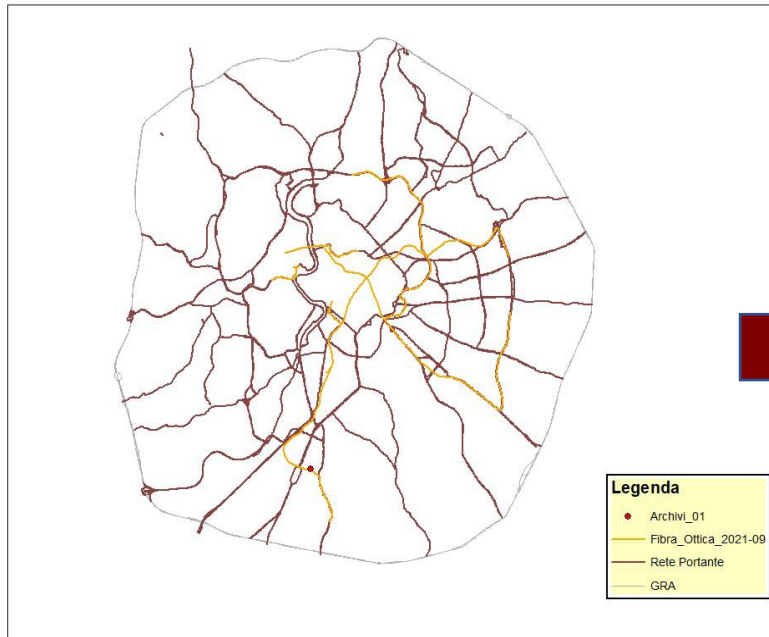 Legenda
Archivi_01
Fibra_Ottica_2021-09
Rete Portante
GRA